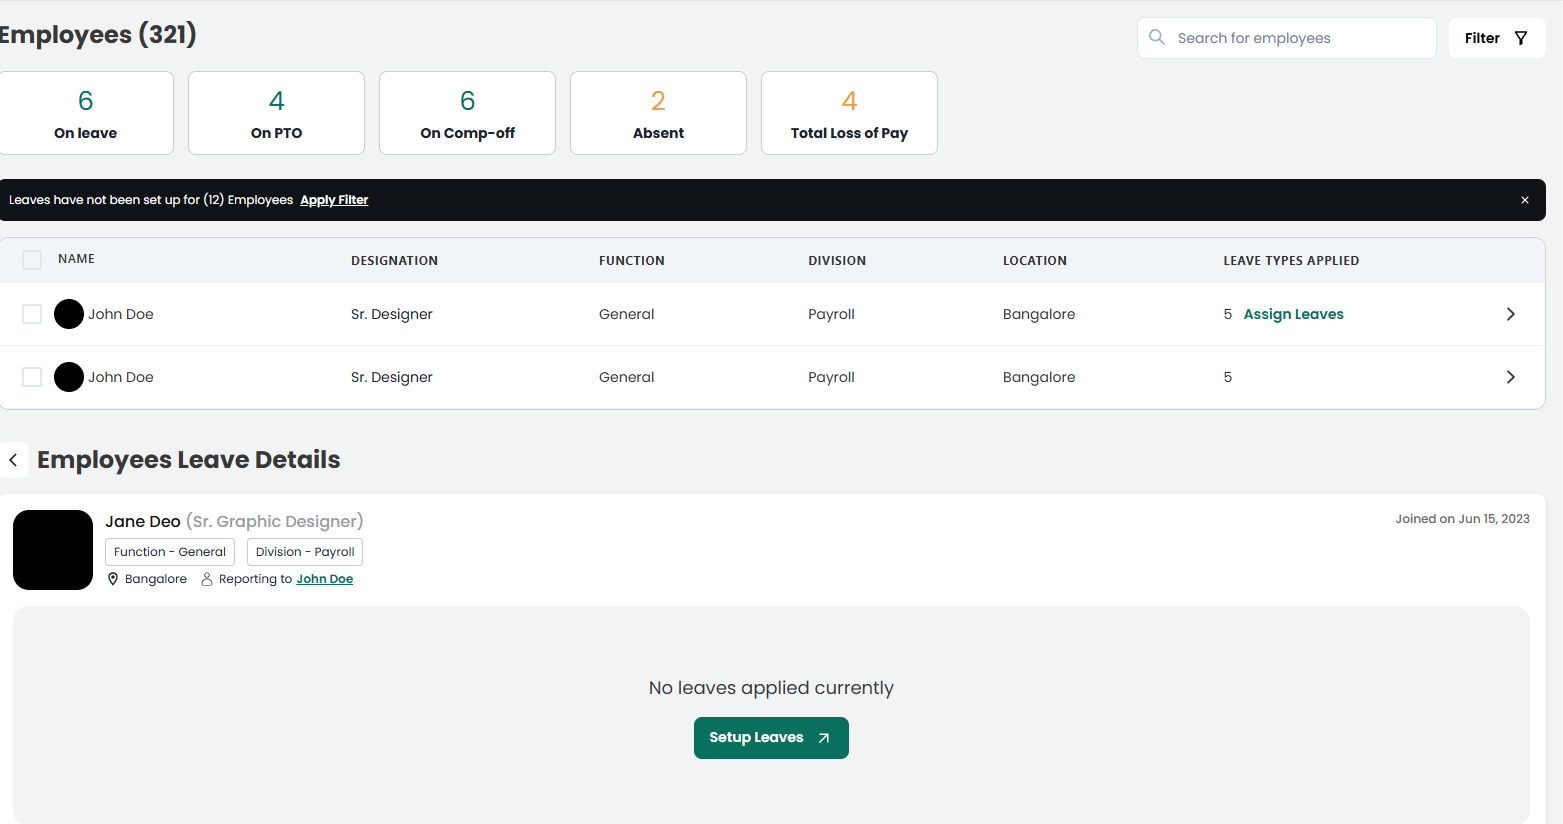 Employees (321)
Search for employees
Filter
6
On leave
4
On PTO
6
On Comp-off
2
Absent
4
Total Loss of Pay
Leaves have not been set up for (12) Employees Apply Filter
NAME DESIGNATION FUNCTION DIVISION LOCATION LEAVE TYPES APPLIED
John Doe Sr. Designer General Payroll Bangalore 5 Assign Leaves
John Doe Sr. Designer General Payroll Bangalore 5
Employees Leave Details
Jane Deo (Sr. Graphic Designer)
Joined on Jun 15, 2023
Function - General Division - Payroll
Bangalore Reporting to John Doe
No leaves applied currently
Setup Leaves